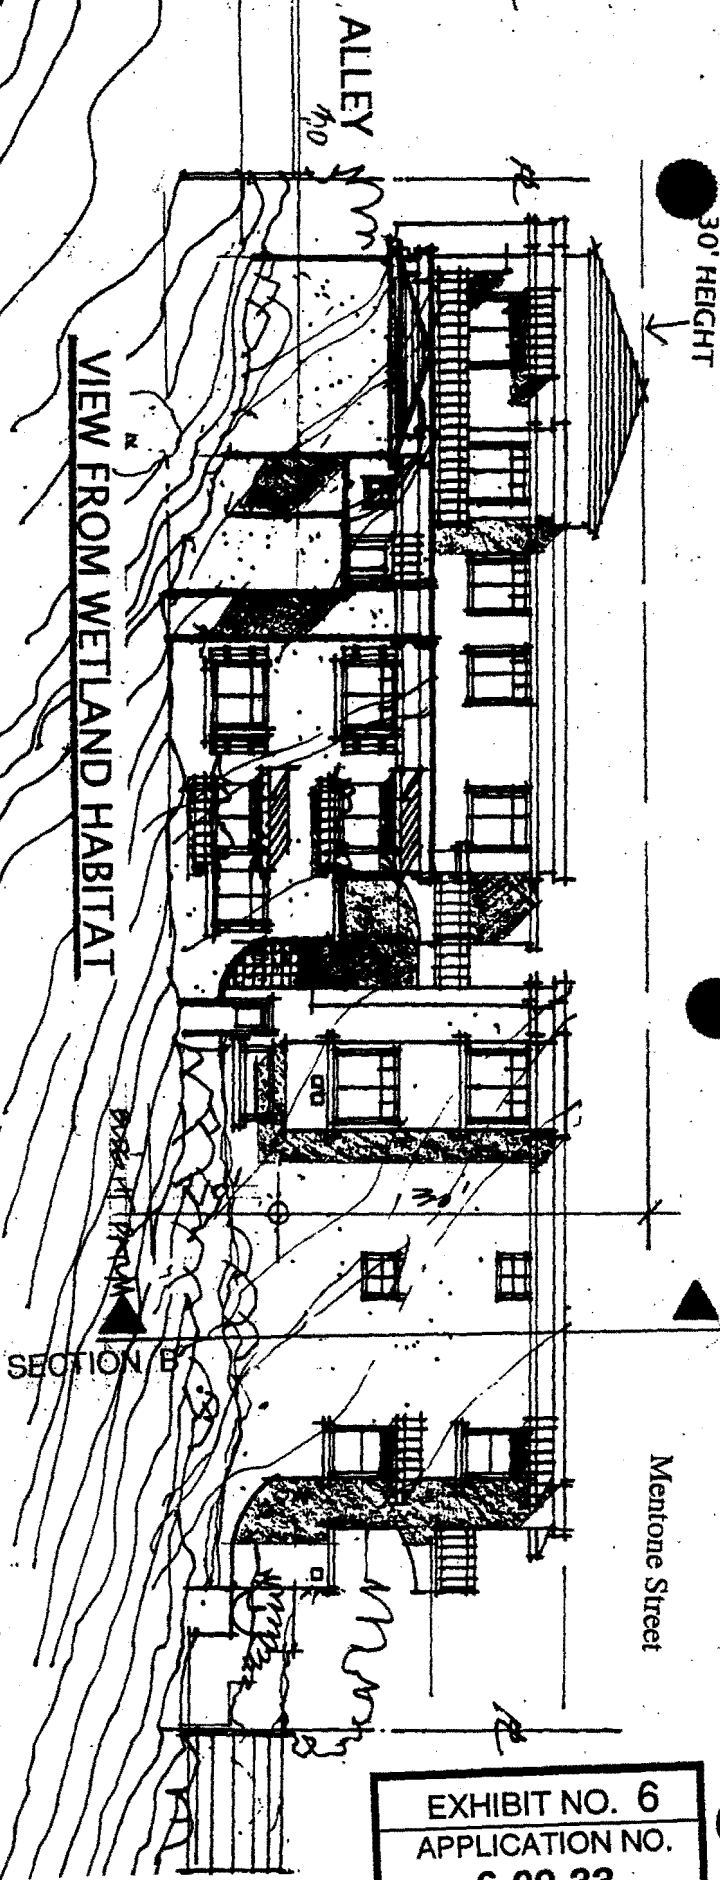 ALLEY
30' HEIGHT
VIEW FROM WETLAND HABITAT
SECTION B
Mentone Street
EXHIBIT NO. 6
APPLICATION NO.